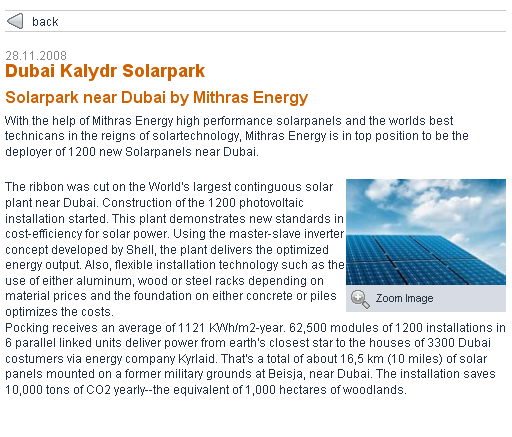 back
28.11.2008
Dubai Kalydr Solarpark
Solarpark near Dubai by Mithras Energy
With the help of Mithras Energy high performance solarpanels and the worlds best
technicans in the reigns of solartechnology, Mithras Energy is in top position to be the
deployer of 1200 new Solarpanels near Dubai.
The ribbon was cut on the World's largest continguous solar
plant near Dubai. Construction of the 1200 photovoltaic
installation started. This plant demonstrates new standards in
cost-efficiency for solar power. Using the master-slave inverter
concept developed by Shell, the plant delivers the optimized
energy output. Also, flexible installation technology such as the
use of either aluminum, wood or steel racks depending on
material prices and the foundation on either concrete or piles
optimizes the costs.
Zoom Image
Pocking receives an average of 1121 KWh/m2-year. 62,500 modules of 1200 installations in
6 parallel linked units deliver power from earth's closest star to the houses of 3300 Dubai
costumers via energy company Kyrlaid. That's a total of about 16,5 km (10 miles) of solar
panels mounted on a former military grounds at Beisja, near Dubai. The installation saves
10,000 tons of CO2 yearly--the equivalent of 1,000 hectares of woodlands.